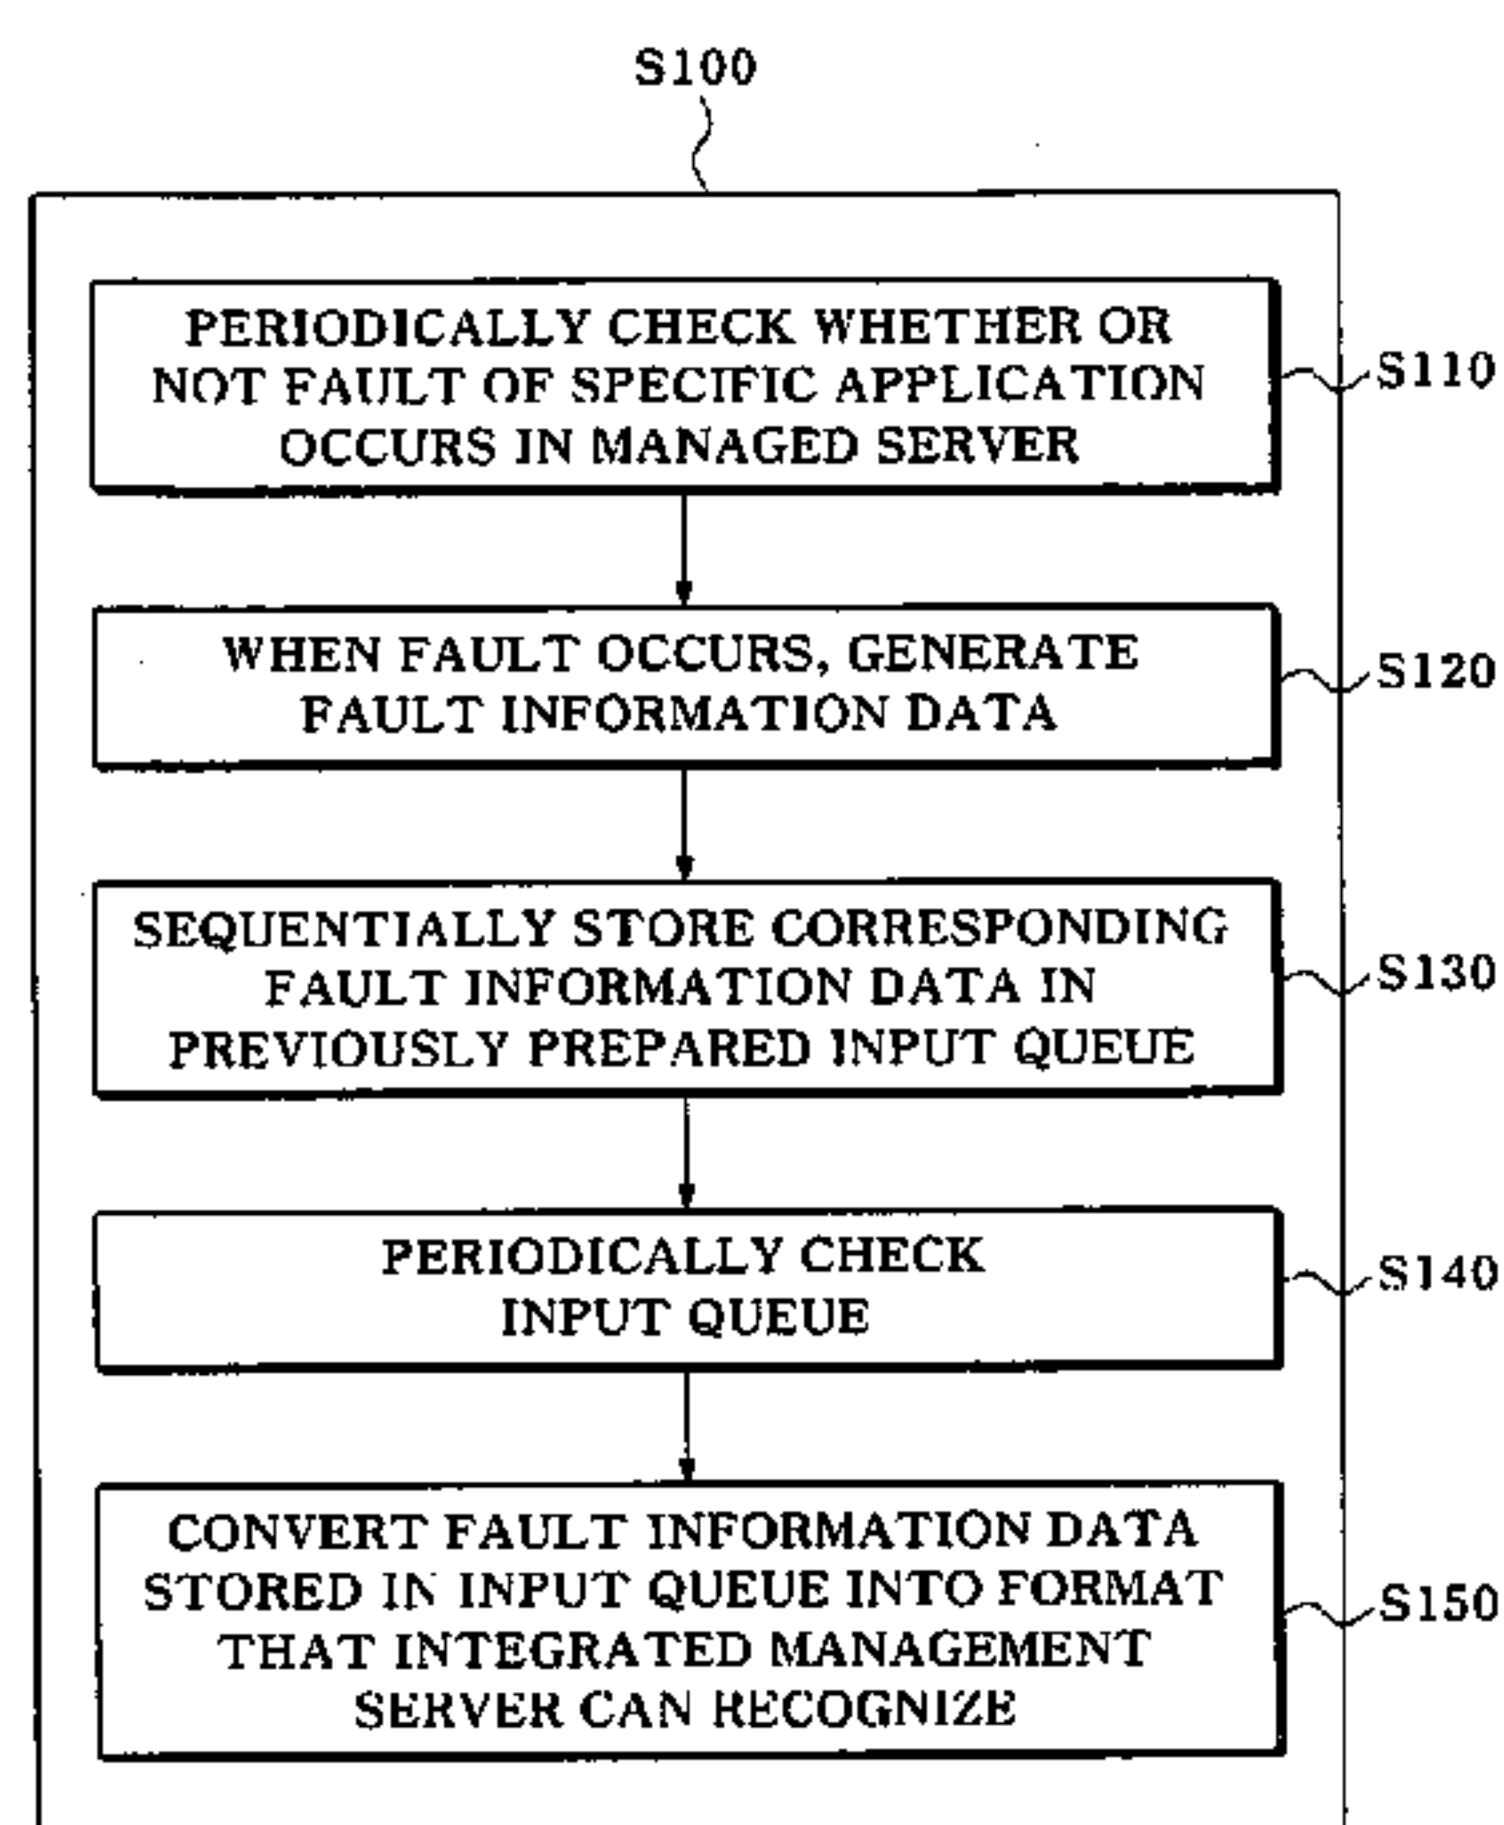 S100
PERIODICALLY CHECK WHETHER OR
NOT FAULT OF SPECIFIC APPLICATION
OCCURS IN MANAGED SERVER
S110
WHEN FAULT OCCURS, GENERATE
FAULT INFORMATION DATA
S120
SEQUENTIALLY STORE CORRESPONDING
FAULT INFORMATION DATA IN
PREVIOUSLY PREPARED INPUT QUEUE
S130
PERIODICALLY CHECK
INPUT QUEUE
S140
CONVERT FAULT INFORMATION DATA
STORED IN INPUT QUEUE INTO FORMAT
THAT INTEGRATED MANAGEMENT
SERVER CAN RECOGNIZE
S150